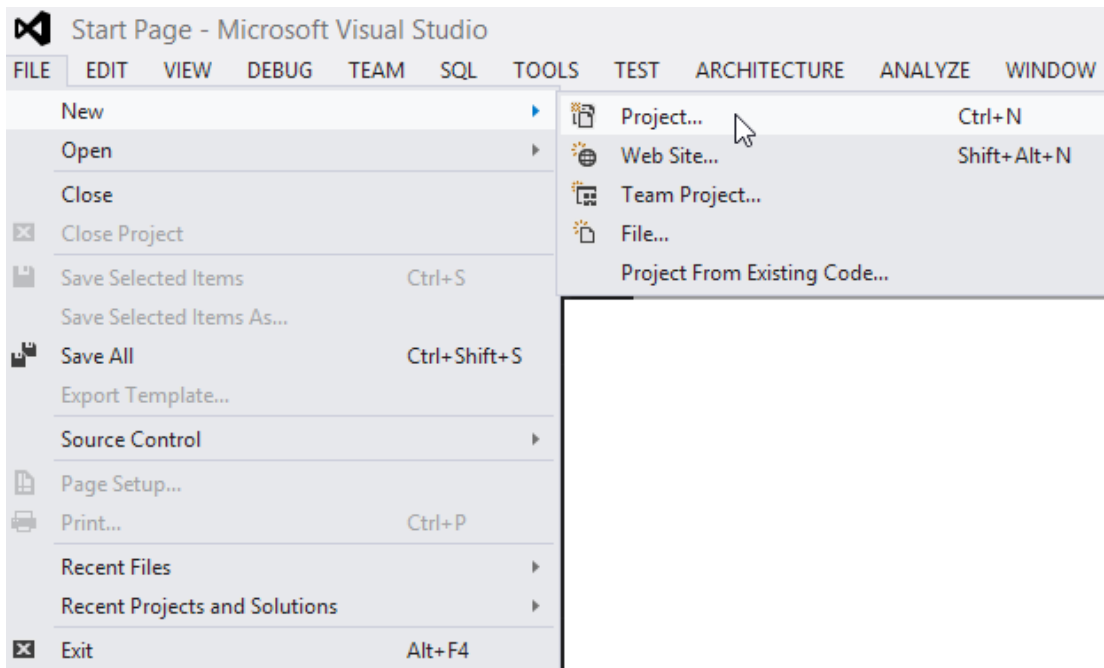 Start Page - Microsoft Visual Studio
FILE EDIT VIEW DEBUG TEAM SQL TOOLS TEST ARCHITECTURE ANALYZE WINDOW
New
Open
Close
Close Project
Save Selected Items Ctrl+S
Save Selected Items As...
Save All Ctrl+Shift+S
Export Template...
Source Control
Page Setup...
Print... Ctrl+P
Recent Files
Recent Projects and Solutions
Exit Alt+F4
Project... Ctrl+N
Web Site... Shift+Alt+N
Team Project...
File...
Project From Existing Code...